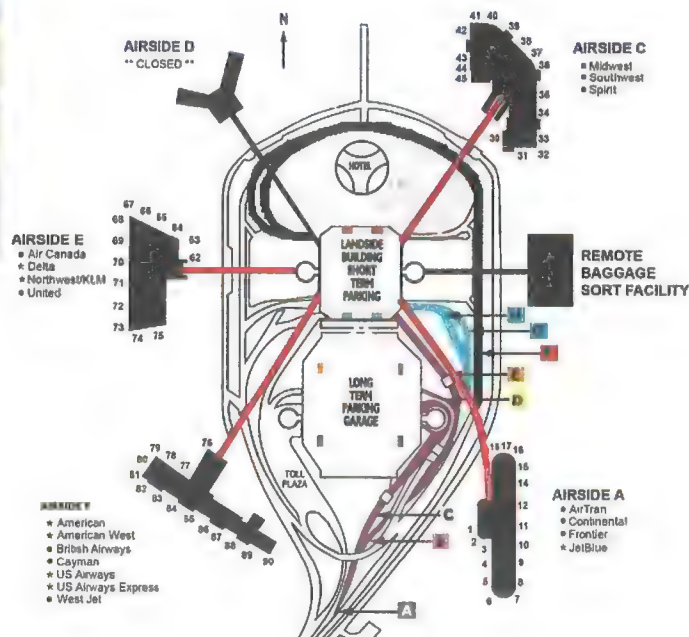 N
AIRSIDE D
** CLOSED **
41 40
39
38
37
36
35
34
33
32
31
30
42
43
44
45
AIRSIDE C
▪ Midwest
▪ Southwest
▪ Spirit
HOTEL
AIRSIDE E
● Air Canada
★ Delta
★ Northwest/KLM
● United
67
66
65
64
63
62
68
69
70
71
72
73
74
75
LANDSIDE
BUILDING
SHORT
TERM
PARKING
REMOTE
BAGGAGE
SORT FACILITY
D
LONG
TERM
PARKING
GARAGE
TOLL
PLAZA
C
A
76
77
78
79
80
81
82
83
84
85
86
87
88
89
90
★ American
★ American West
● British Airways
● Cayman
★ US Airways
★ US Airways Express
● West Jet
17
16
15
14
12
11
10
9
8
7
6
5
4
3
2
1
AIRSIDE A
● AirTran
● Continental
● Frontier
★ JetBlue